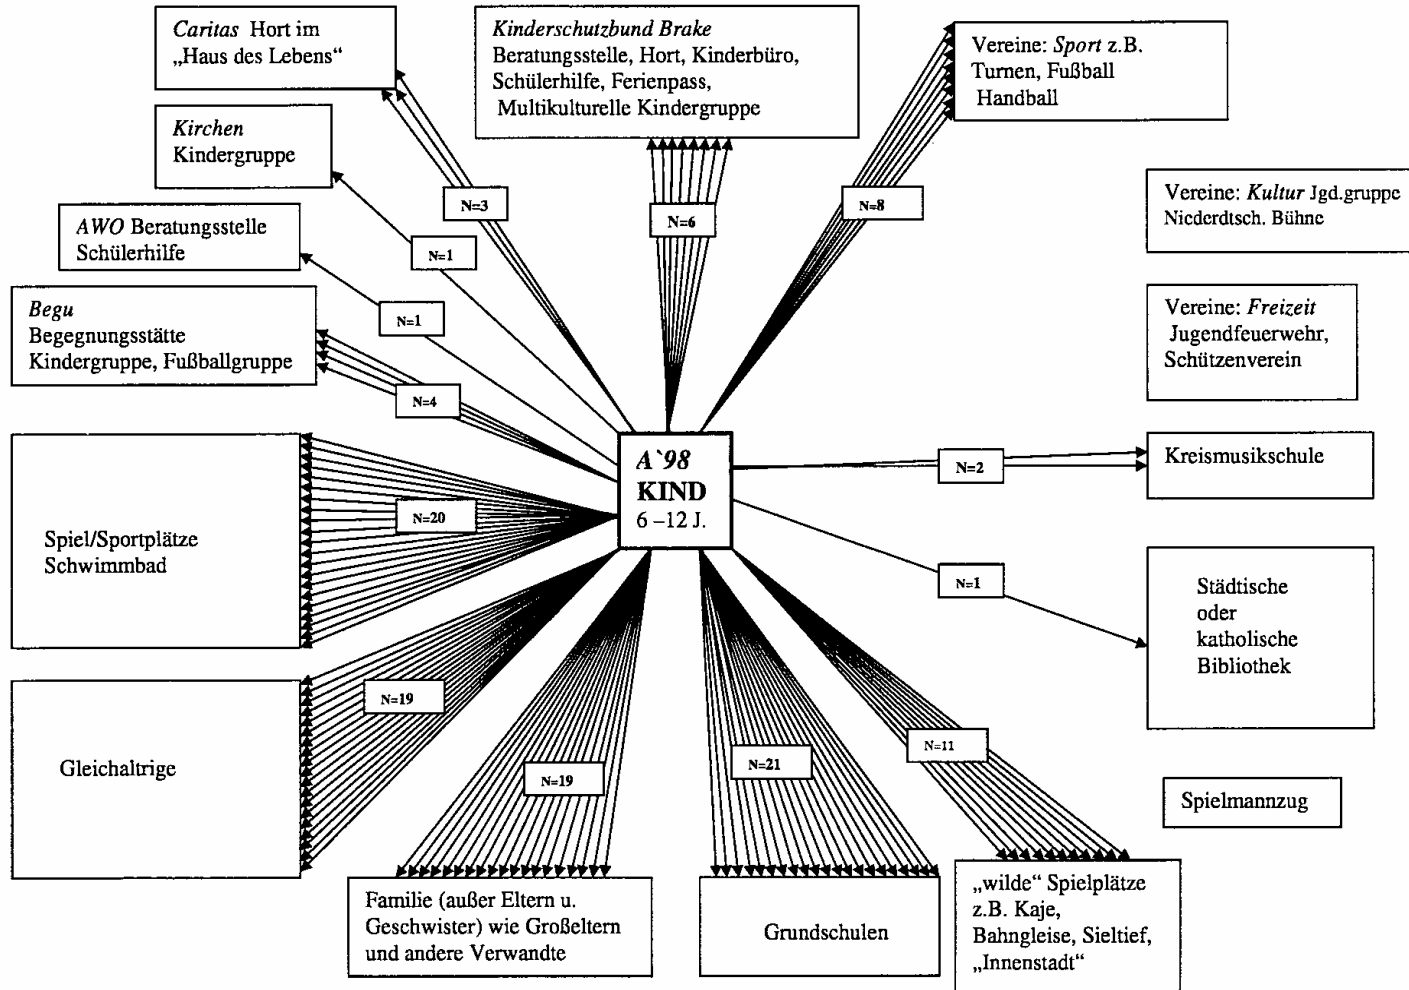 Caritas Hort im
„Haus des Lebens“
Kinderschutzbund Brake
Beratungsstelle, Hort, Kinderbüro,
Schülerhilfe, Ferienpass,
Multikulturelle Kindergruppe
Vereine: Sport z.B.
Turnen, Fußball
Handball
Kirchen
Kindergruppe
Vereine: Kultur Jgd.gruppe
Niederdtsch. Bühne
AWO Beratungsstelle
Schülerhilfe
Begu
Begegnungsstätte
Kindergruppe, Fußballgruppe
Vereine: Freizeit
Jugendfeuerwehr,
Schützenverein
N=3
N=6
N=8
N=1
N=1
N=4
A`98
KIND
6 –12 J.
N=2
Kreismusikschule
Spiel/Sportplätze
Schwimmbad
N=20
N=1
Städtische
oder
katholische
Bibliothek
Gleichaltrige
N=19
N=19
N=21
N=11
Spielmannzug
Familie (außer Eltern u.
Geschwister) wie Großeltern
und andere Verwandte
Grundschulen
„wilde“ Spielplätze
z.B. Kaje,
Bahngleise, Sieltief,
„Innenstadt“